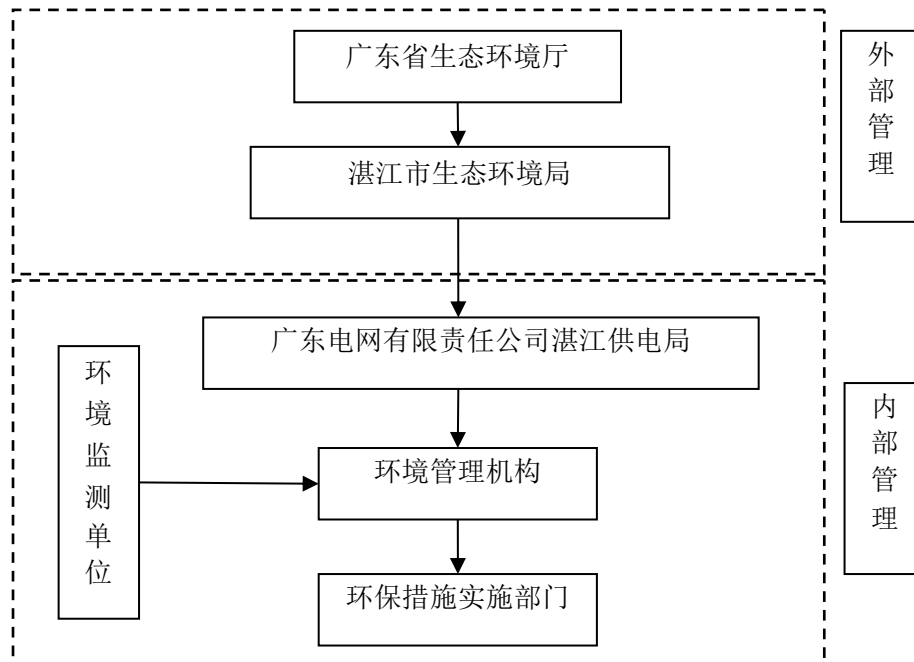 广东省生态环境厅
外部管理
湛江市生态环境局
广东电网有限责任公司湛江供电局
环境监测单位
内部管理
环境管理机构
环保措施实施部门